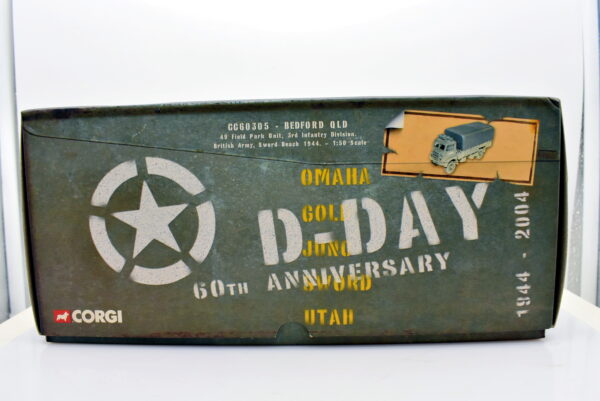 CC60305 - BEDFORD QLD
49 Field Park Unit, 3rd Infantry Division,
British Army, Sword Beach 1944. - 1:50 Scale
OMAHA
GOLD
JUNO
SWORD
UTAH
D-DAY
60TH ANNIVERSARY
1944 - 2004
CORGI